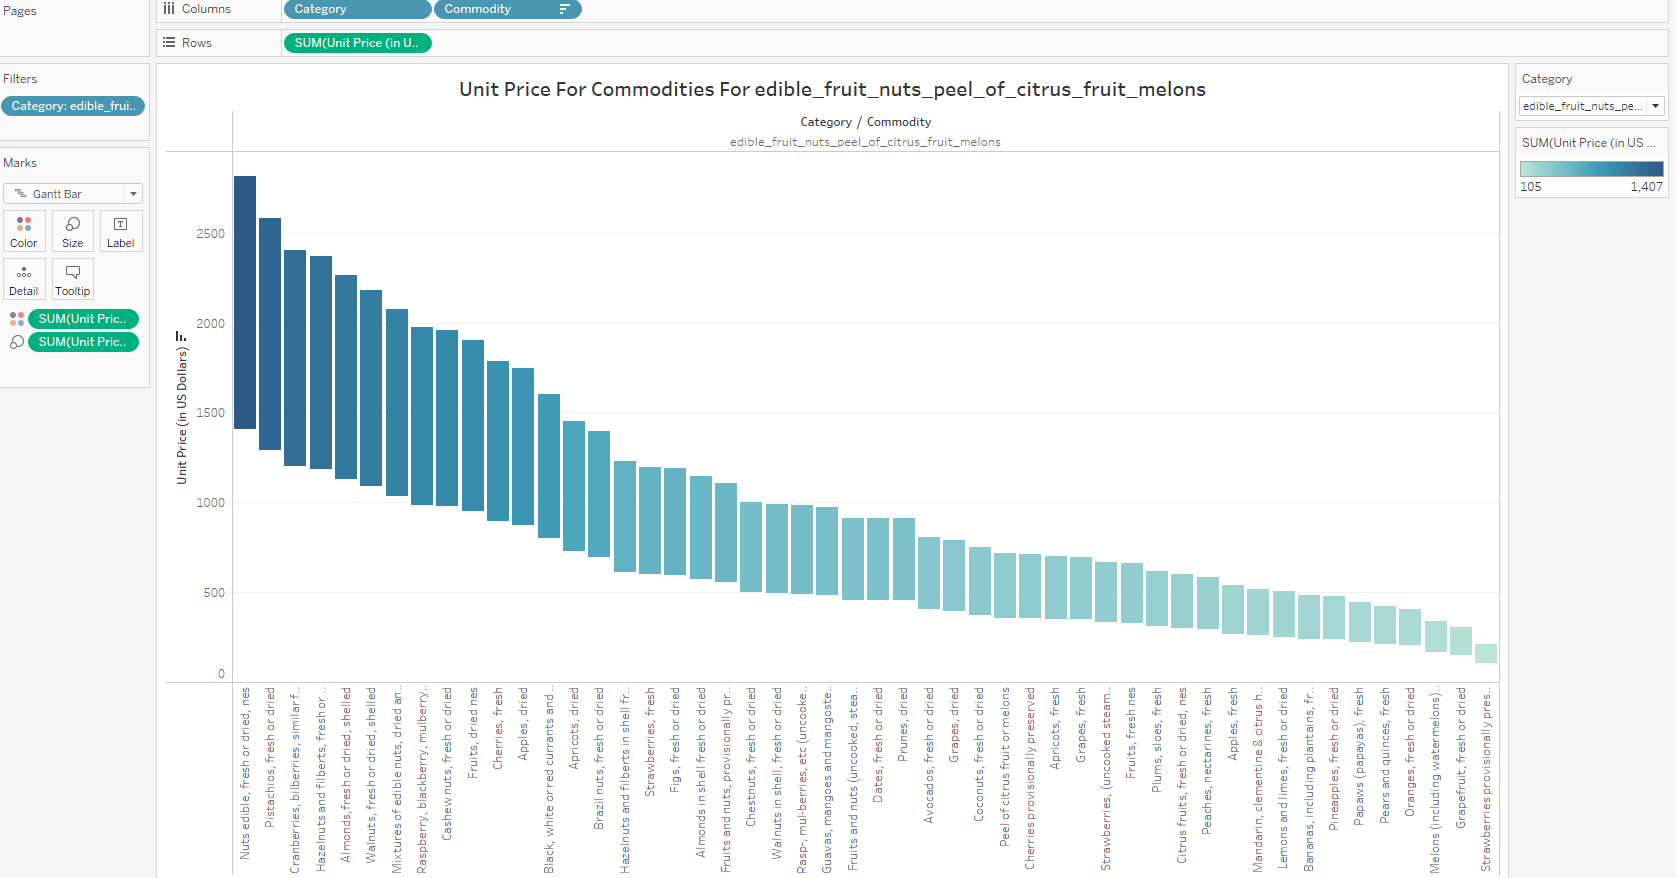 Pages
Columns
Category
Commodity
Rows
SUM(Unit Price (in U..
Filters
Category: edible_frui..
Marks
Gantt Bar
Color
Size
Label
Detail
Tooltip
SUM(Unit Pric..
SUM(Unit Pric..
Unit Price For Commodities For edible_fruit_nuts_peel_of_citrus_fruit_melons
Category / Commodity
edible_fruit_nuts_peel_of_citrus_fruit_melons
Unit Price (in US Dollars)
2500
2000
1500
1000
500
0
Nuts edible, fresh or dried, nes
Pistachios, fresh or dried
Cranberries, bilberries, similar f..
Hazelnuts and filberts, fresh or ..
Almonds, fresh or dried, shelled
Walnuts, fresh or dried, shelled
Mixtures of edible nuts, dried an..
Raspberry, blackberry, mulberry..
Cashew nuts, fresh or dried
Fruits, dried nes
Cherries, fresh
Apples, dried
Black, white or red currants and ..
Apricots, dried
Brazil nuts, fresh or dried
Hazelnuts and filberts in shell fr..
Strawberries, fresh
Figs, fresh or dried
Almonds in shell fresh or dried
Fruits and nuts, provisionally pr..
Chestnuts, fresh or dried
Walnuts in shell, fresh or dried
Rasp-, mul-berries, etc (uncooke..
Guavas, mangoes and mangoste..
Fruits and nuts (uncooked, stea..
Dates, fresh or dried
Prunes, dried
Avocados, fresh or dried
Grapes, dried
Coconuts, fresh or dried
Peel of citrus fruit or melons
Cherries provisionally preserved
Apricots, fresh
Grapes, fresh
Strawberries, (uncooked steam..
Fruits, fresh nes
Plums, sloes, fresh
Citrus fruits, fresh or dried, nes
Peaches, nectarines, fresh
Apples, fresh
Mandarin, clementine & citrus h..
Lemons and limes, fresh or dried
Bananas, including plantains, fr..
Pineapples, fresh or dried
Papaws (papayas), fresh
Pears and quinces, fresh
Oranges, fresh or dried
Melons (including watermelons)..
Grapefruit, fresh or dried
Strawberries provisionally pres..
Category
edible_fruit_nuts_pe...
SUM(Unit Price (in US ...
105
1,407